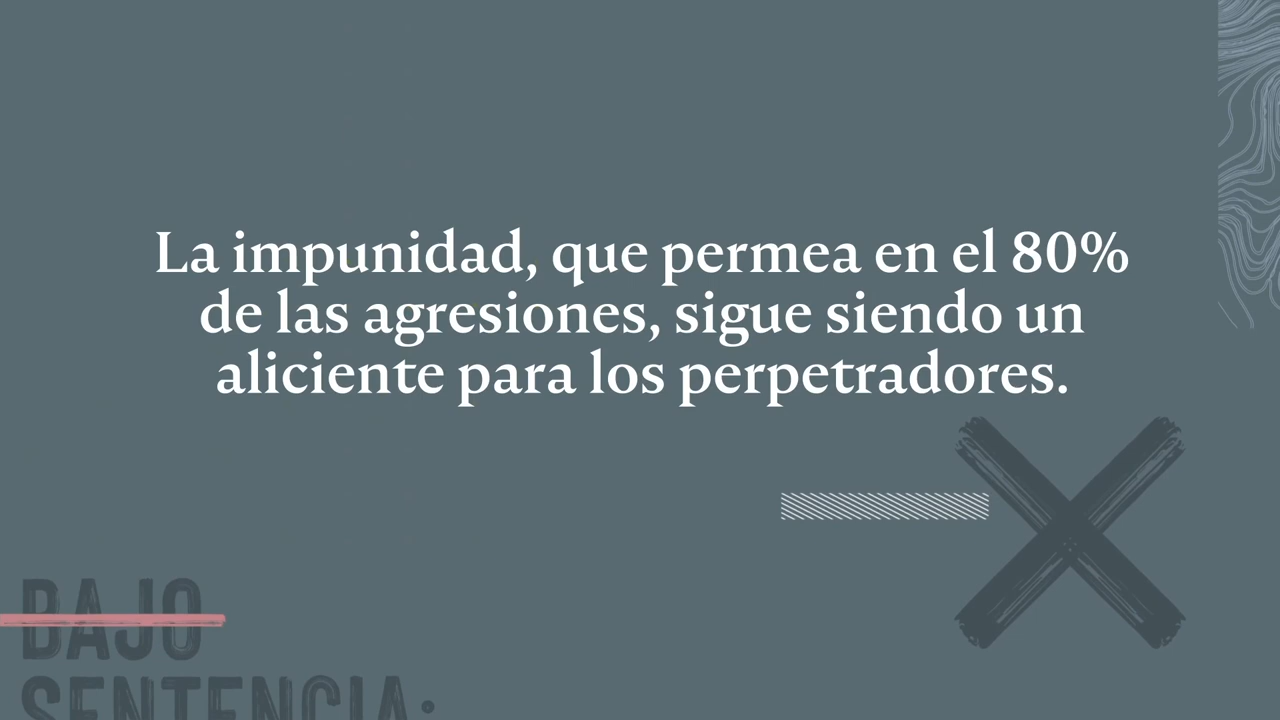 La impunidad, que permea en el 80%
de las agresiones, sigue siendo un
aliciente para los perpetradores.
BAJO
SENTENCIA: